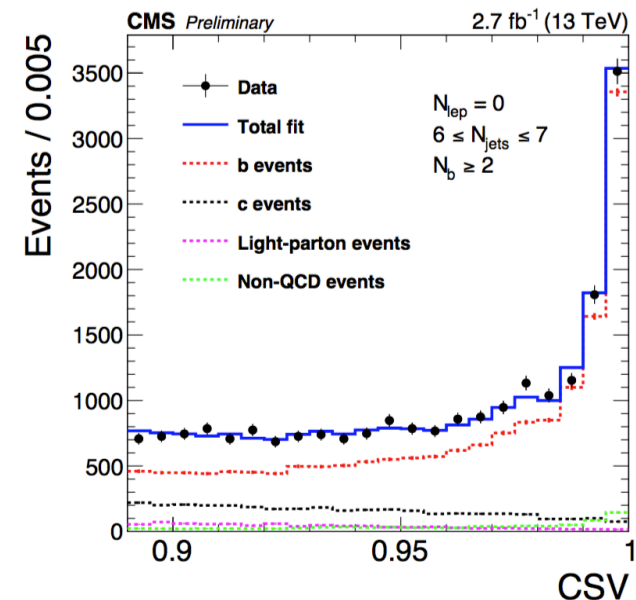 CMS Preliminary 2.7 fb⁻¹ (13 TeV)
Events / 0.005
3500
3000
2500
2000
1500
1000
500
0
Data
Total fit
b events
c events
Light-parton events
Non-QCD events
N_lep = 0
6 ≤ N_jets ≤ 7
N_b ≥ 2
0.9 0.95 1
CSV